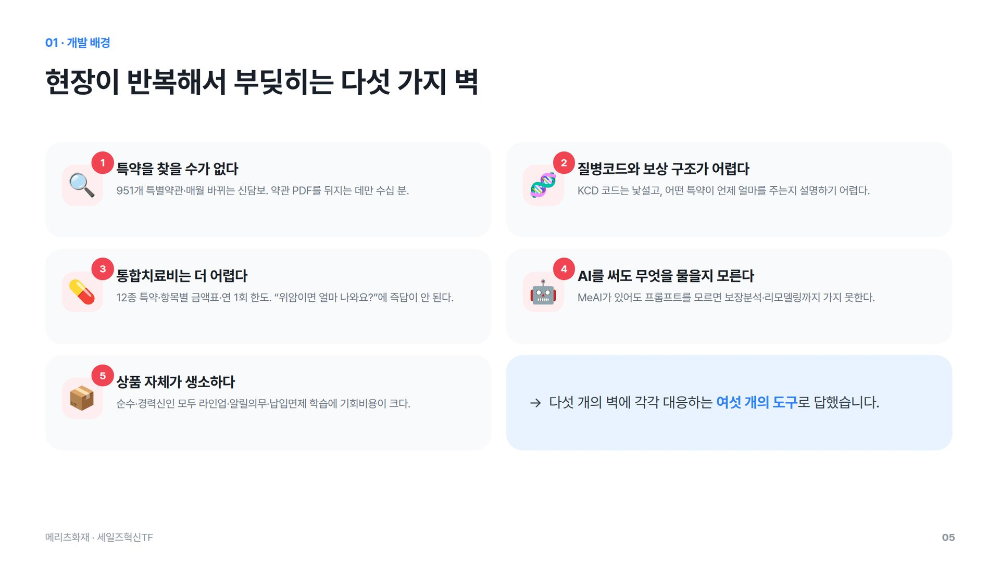 01 · 개발 배경
현장이 반복해서 부딪히는 다섯 가지 벽
1
특약을 찾을 수가 없다
951개 특별약관·매월 바뀌는 신담보. 약관 PDF를 뒤지는 데만 수십 분.
2
질병코드와 보상 구조가 어렵다
KCD 코드는 낯설고, 어떤 특약이 언제 얼마를 주는지 설명하기 어렵다.
3
통합치료비는 더 어렵다
12종 특약·항목별 금액표·연 1회 한도. “위암이면 얼마 나와요?”에 즉답이 안 된다.
4
AI를 써도 무엇을 물을지 모른다
MeAI가 있어도 프롬프트를 모르면 보장분석·리모델링까지 가지 못한다.
5
상품 자체가 생소하다
순수·경력신인 모두 라인업·알릴의무·납입면제 학습에 기회비용이 크다.
→ 다섯 개의 벽에 각각 대응하는 여섯 개의 도구로 답했습니다.
메리츠화재 · 세일즈혁신TF
05